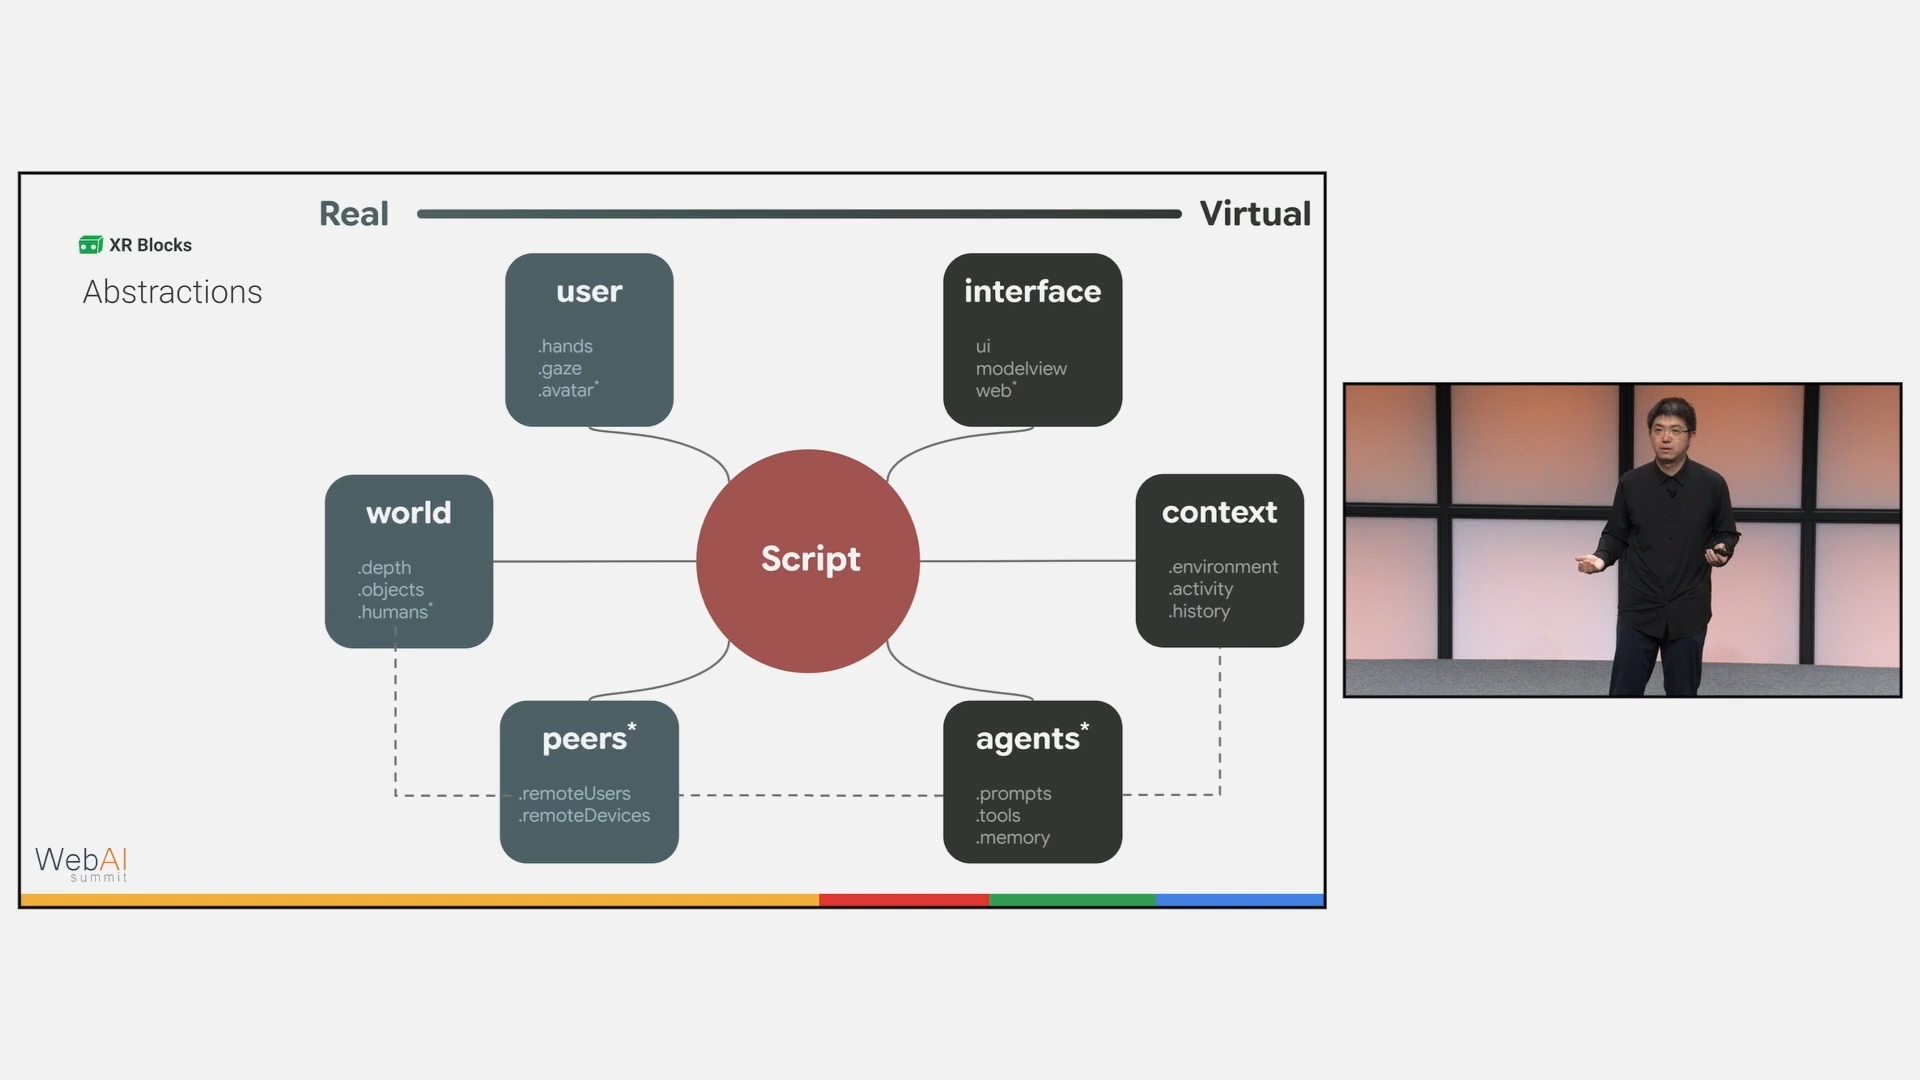 Real
Virtual
XR Blocks
Abstractions
user
.hands
.gaze
.avatar*
interface
ui
modelview
web*
world
.depth
.objects
.humans*
Script
context
.environment
.activity
.history
peers*
.remoteUsers
.remoteDevices
agents*
.prompts
.tools
.memory
WebAI
summit